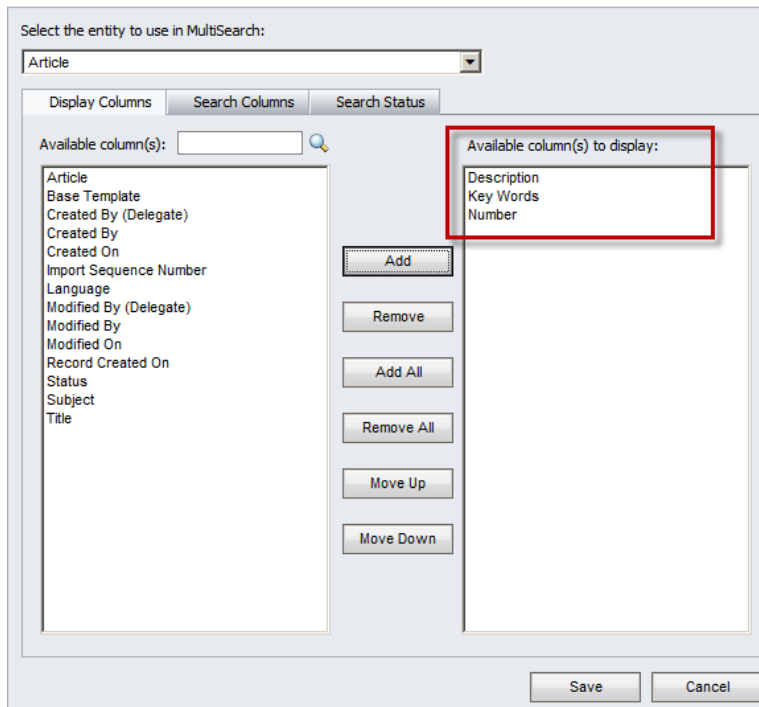 Select the entity to use in MultiSearch:
Article
Display Columns
Search Columns
Search Status
Available column(s):
Article
Base Template
Created By (Delegate)
Created By
Created On
Import Sequence Number
Language
Modified By (Delegate)
Modified By
Modified On
Record Created On
Status
Subject
Title
Add
Remove
Add All
Remove All
Move Up
Move Down
Available column(s) to display:
Description
Key Words
Number
Save
Cancel